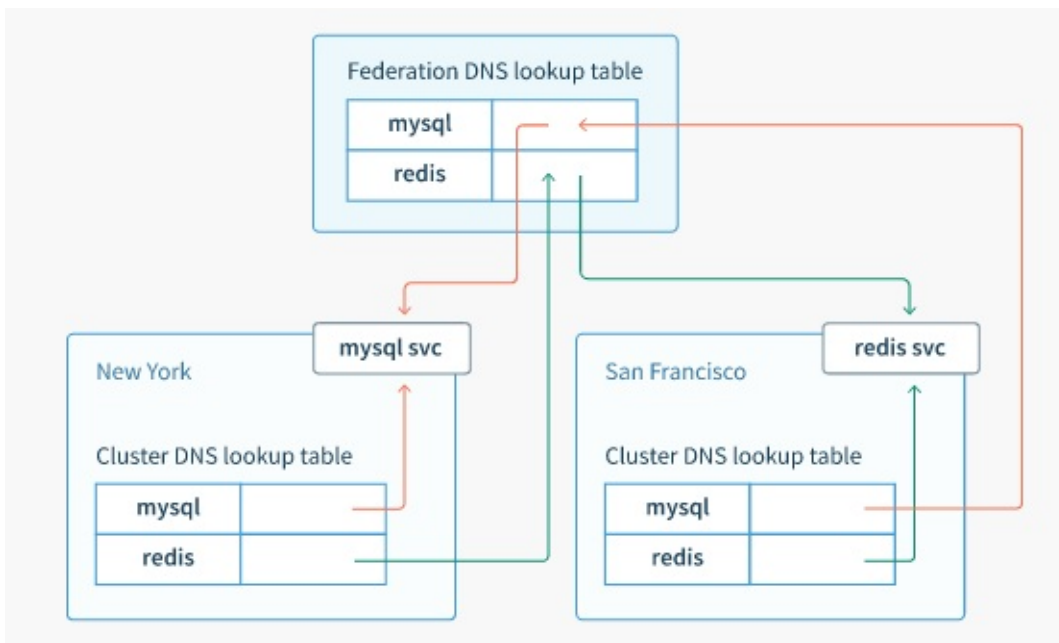 Federation DNS lookup table
mysql
redis
mysql svc
New York
Cluster DNS lookup table
mysql
redis
redis svc
San Francisco
Cluster DNS lookup table
mysql
redis